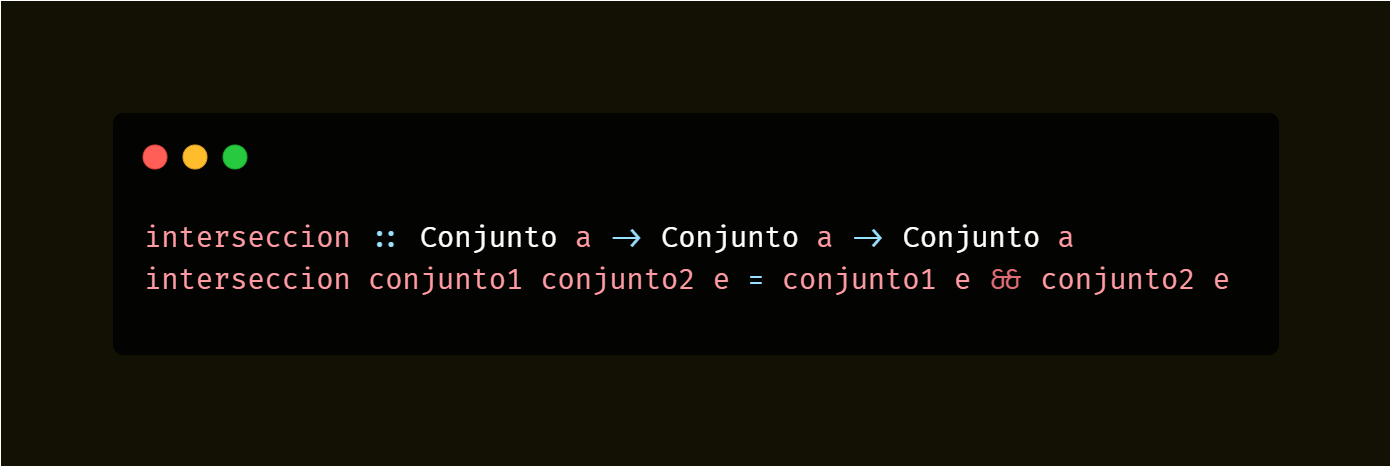 interseccion :: Conjunto a -> Conjunto a -> Conjunto a
interseccion conjunto1 conjunto2 e = conjunto1 e && conjunto2 e